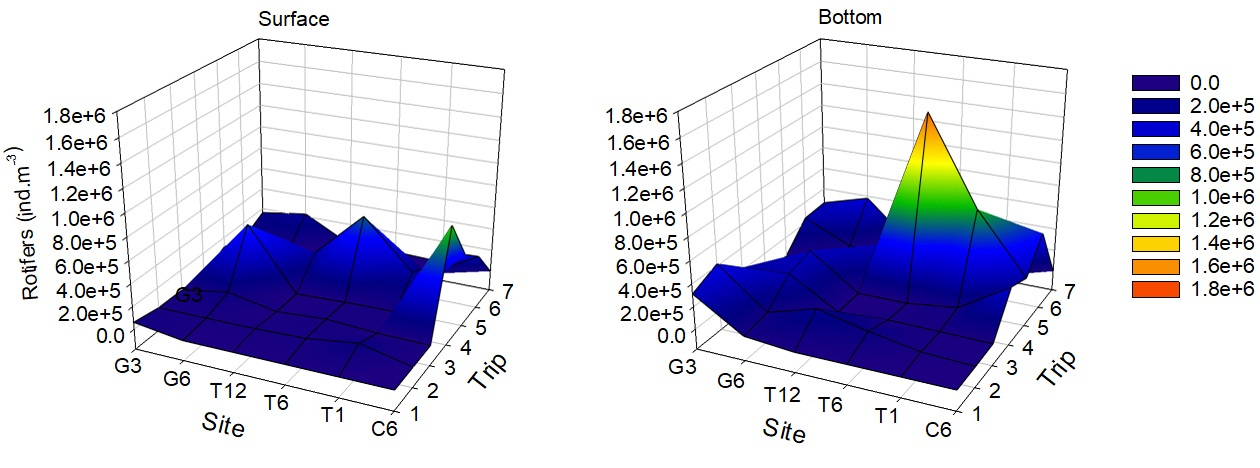 Surface
Bottom
Rotifers (ind.m-3)
1.8e+6
1.6e+6
1.4e+6
1.2e+6
1.0e+6
8.0e+5
6.0e+5
4.0e+5
2.0e+5
0.0
G3
G3
G6
T12
T6
T1
C6
Site
1
2
3
4
5
6
7
Trip
1.8e+6
1.6e+6
1.4e+6
1.2e+6
1.0e+6
8.0e+5
6.0e+5
4.0e+5
2.0e+5
0.0
G3
G6
T12
T6
T1
C6
Site
1
2
3
4
5
6
7
Trip
0.0
2.0e+5
4.0e+5
6.0e+5
8.0e+5
1.0e+6
1.2e+6
1.4e+6
1.6e+6
1.8e+6